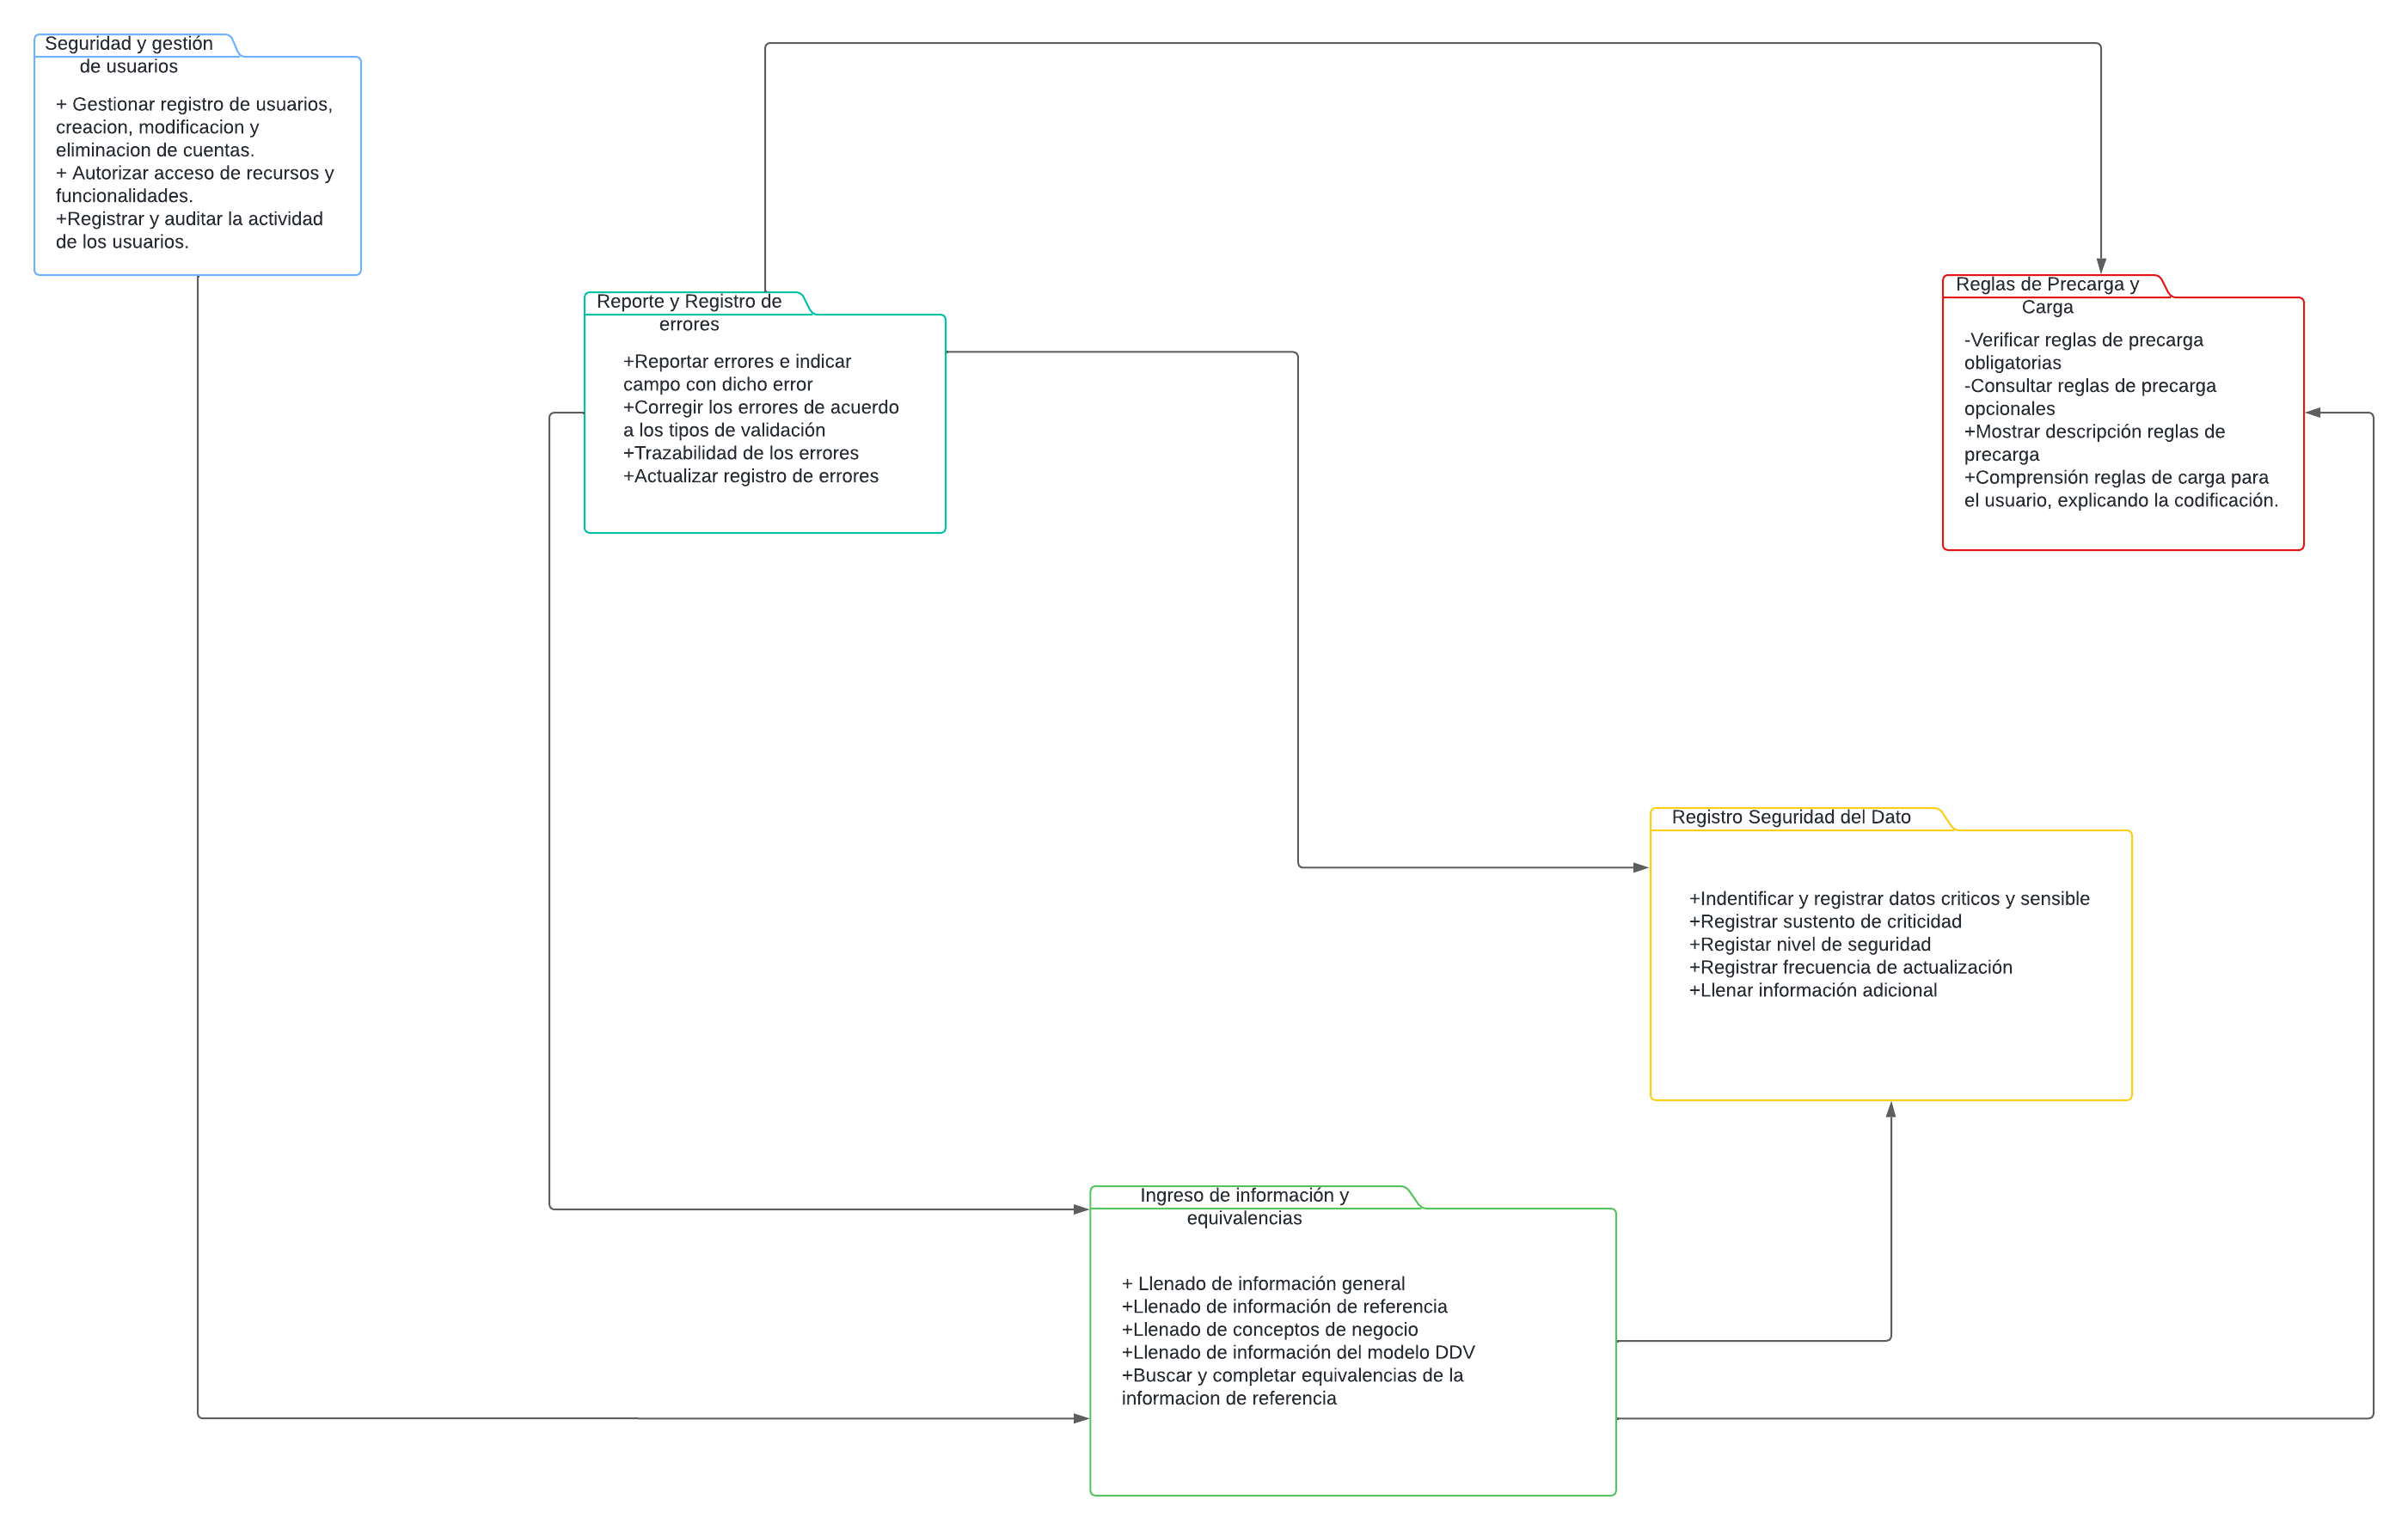 Seguridad y gestión
de usuarios
+ Gestionar registro de usuarios,
creacion, modificacion y
eliminacion de cuentas.
+ Autorizar acceso de recursos y
funcionalidades.
+Registrar y auditar la actividad
de los usuarios.
Reporte y Registro de
errores
+Reportar errores e indicar
campo con dicho error
+Corregir los errores de acuerdo
a los tipos de validación
+Trazabilidad de los errores
+Actualizar registro de errores
Reglas de Precarga y
Carga
-Verificar reglas de precarga
obligatorias
-Consultar reglas de precarga
opcionales
+Mostrar descripción reglas de
precarga
+Comprensión reglas de carga para
el usuario, explicando la codificación.
Registro Seguridad del Dato
+Indentificar y registrar datos criticos y sensible
+Registrar sustento de criticidad
+Registar nivel de seguridad
+Registrar frecuencia de actualización
+Llenar información adicional
Ingreso de información y
equivalencias
+ Llenado de información general
+Llenado de información de referencia
+Llenado de conceptos de negocio
+Llenado de información del modelo DDV
+Buscar y completar equivalencias de la
informacion de referencia